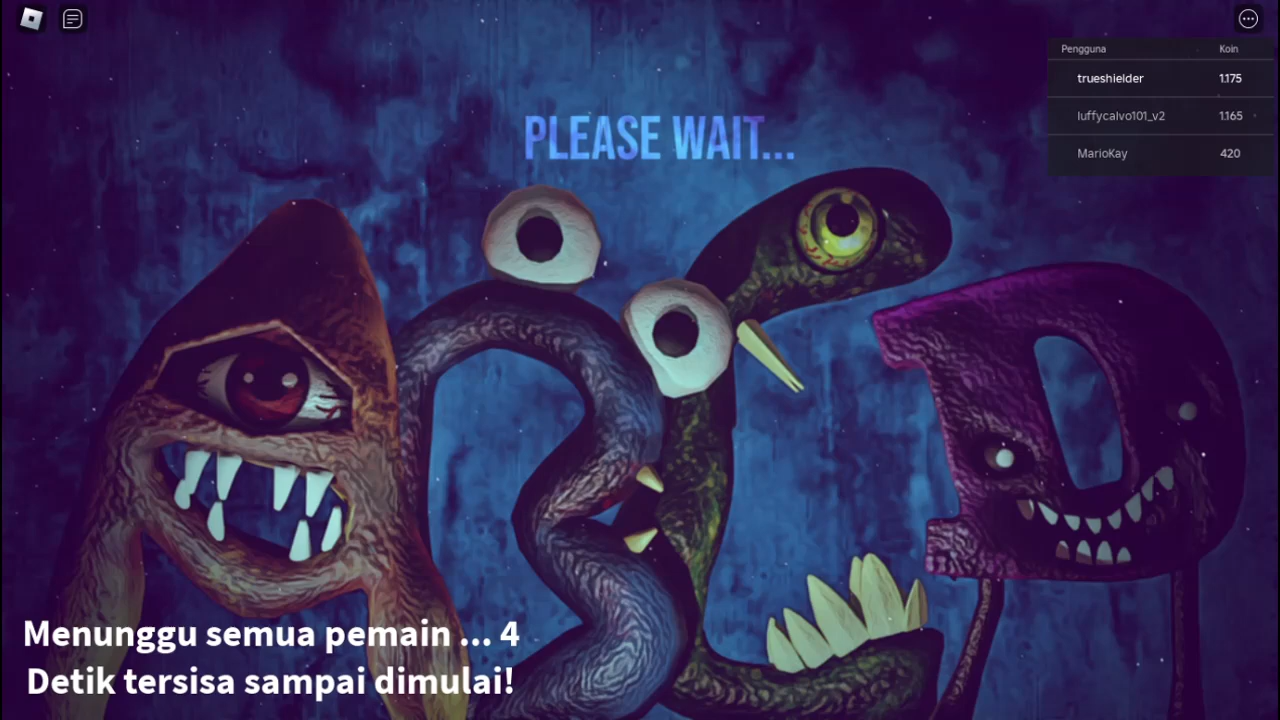 Pengguna Koin
trueshielder 1.175
luffycalvo101_v2 1.165
MarioKay 420
PLEASE WAIT...
ABCD
Menunggu semua pemain ... 4
Detik tersisa sampai dimulai!